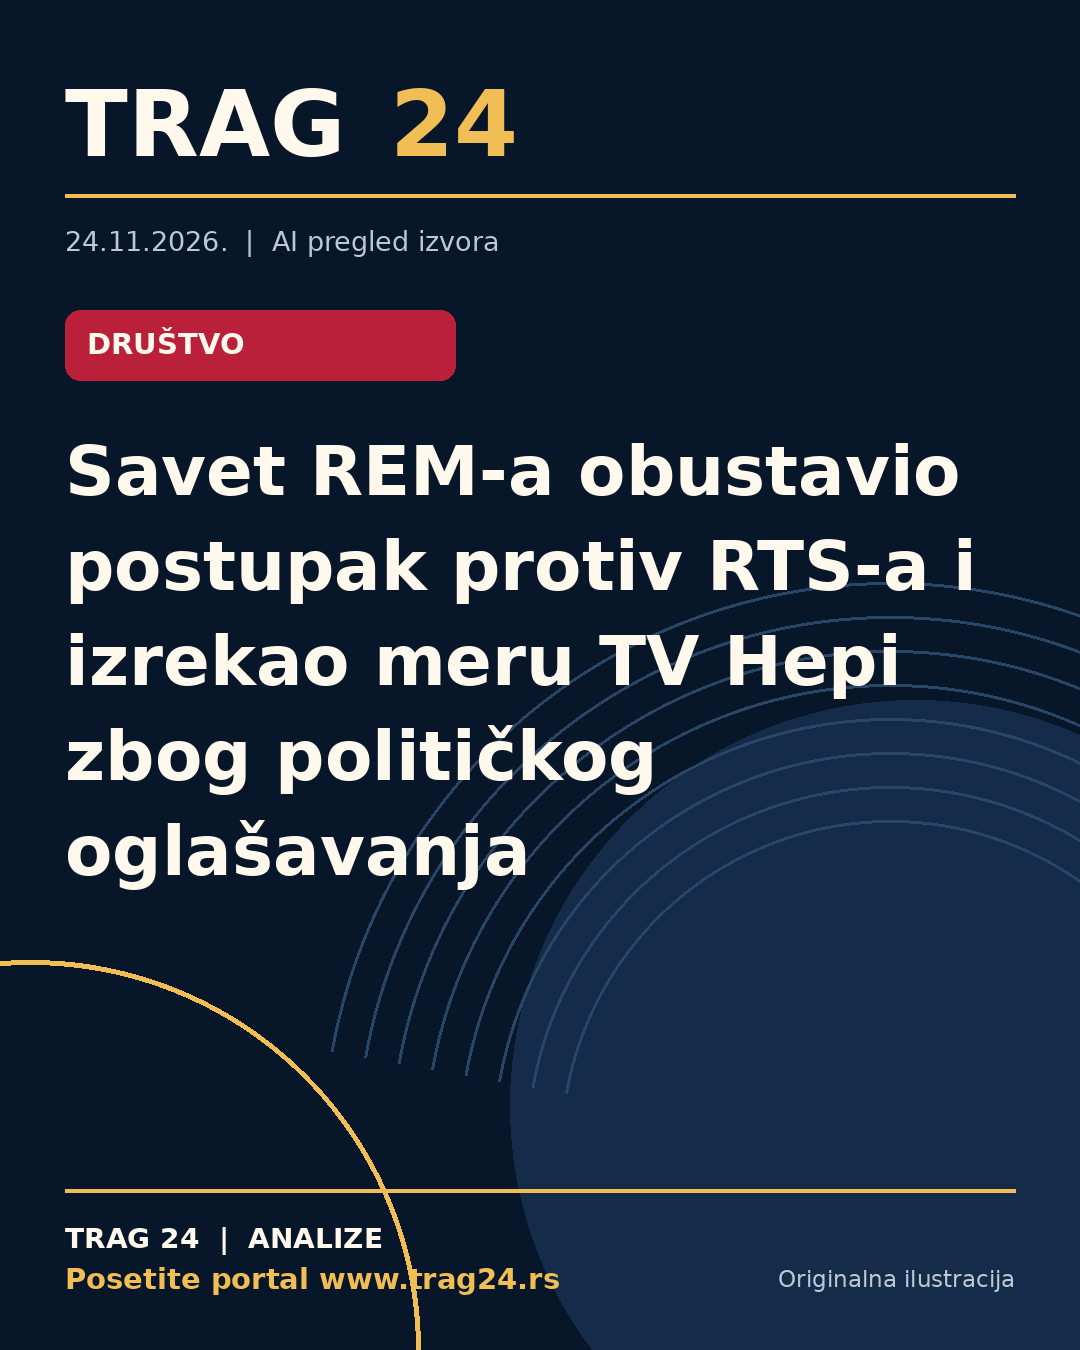 TRAG 24
24.11.2026. | AI pregled izvora
DRUŠTVO
Savet REM-a obustavio
postupak protiv RTS-a i
izrekao meru TV Hepi
zbog političkog
oglašavanja
TRAG 24 | ANALIZE
Posetite portal www.trag24.rs
Originalna ilustracija